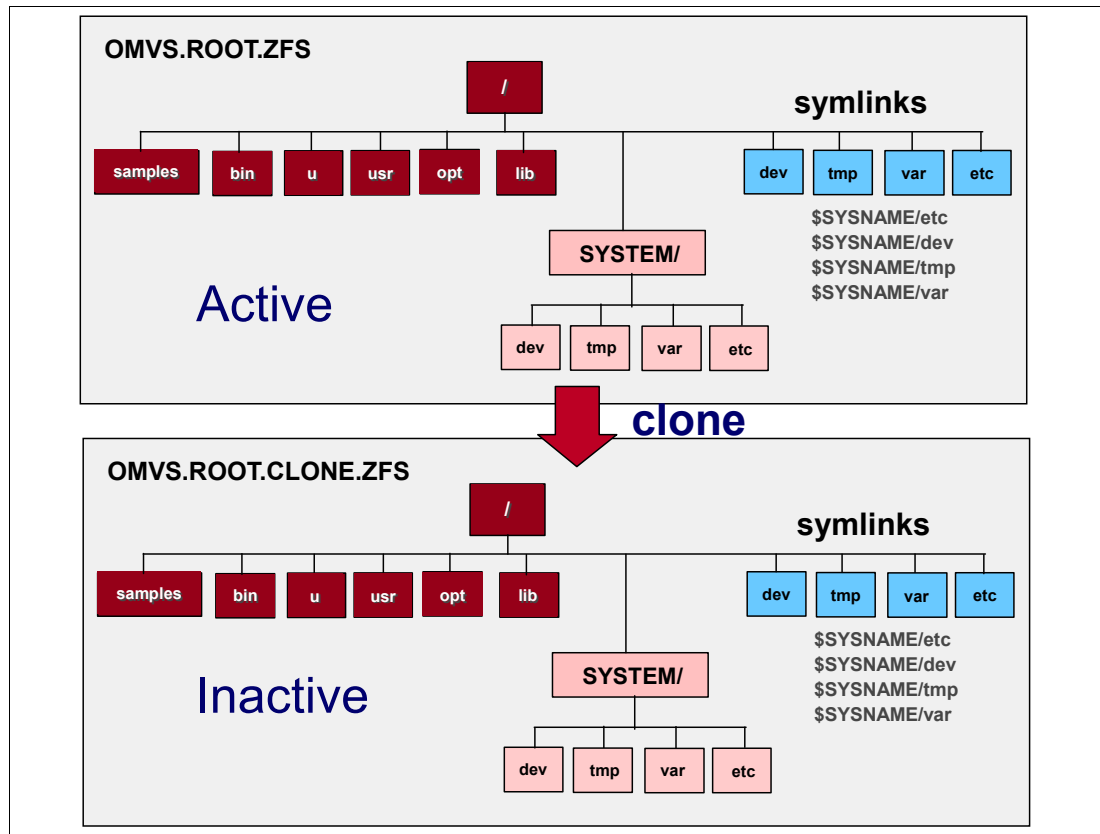 OMVS.ROOT.ZFS
/
symlinks
samples
bin
u
usr
opt
lib
dev
tmp
var
etc
$SYSNAME/etc
$SYSNAME/dev
$SYSNAME/tmp
$SYSNAME/var
SYSTEM/
Active
dev
tmp
var
etc
clone
OMVS.ROOT.CLONE.ZFS
/
symlinks
samples
bin
u
usr
opt
lib
dev
tmp
var
etc
$SYSNAME/etc
$SYSNAME/dev
$SYSNAME/tmp
$SYSNAME/var
SYSTEM/
Inactive
dev
tmp
var
etc